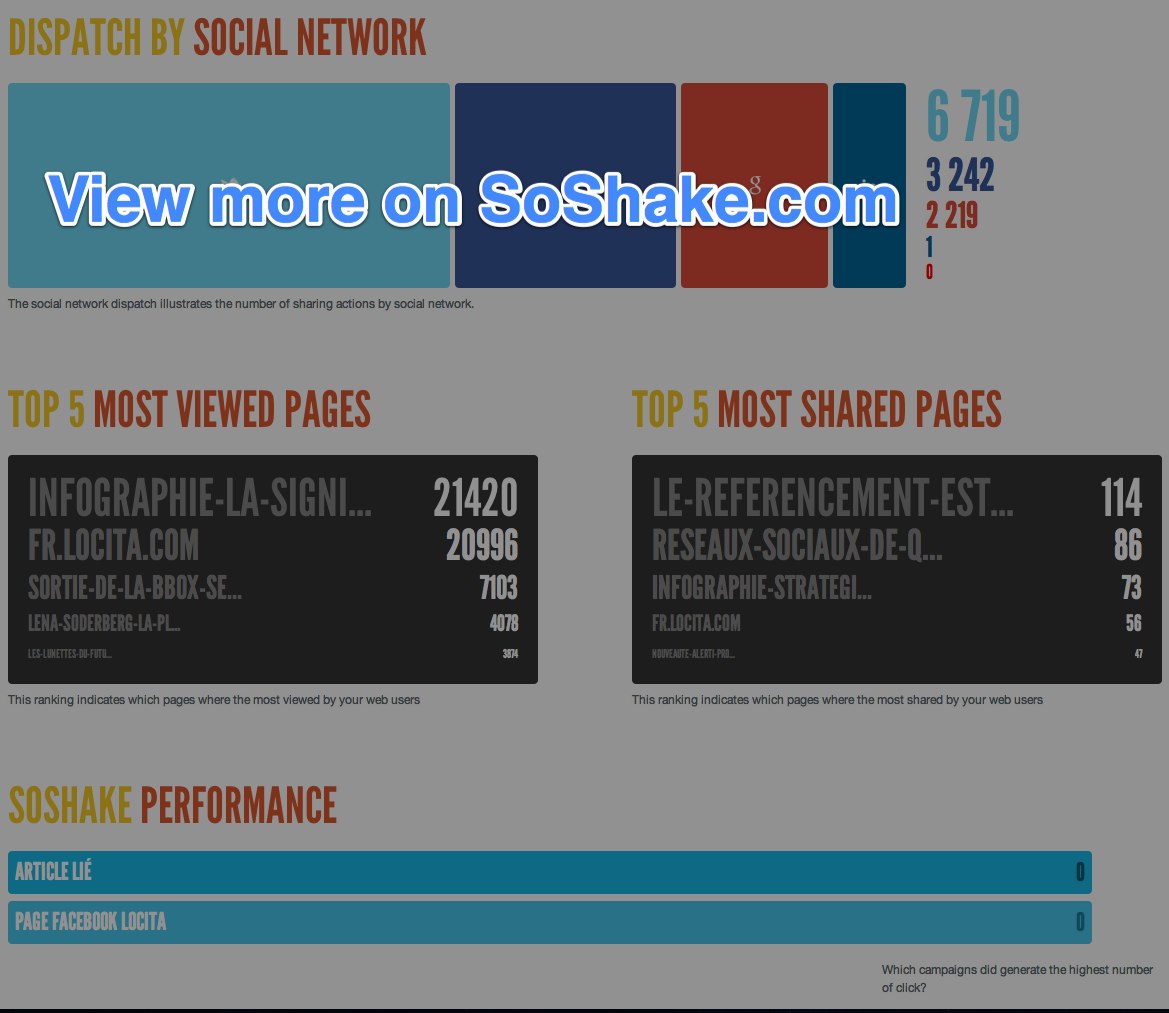 DISPATCH BY SOCIAL NETWORK
View more on SoShake.com
g
6 719
3 242
2 219
1
0
The social network dispatch illustrates the number of sharing actions by social network.
TOP 5 MOST VIEWED PAGES
INFOGRAPHIE-LA-SIGNI... 21420
FR.LOCITA.COM 20996
SORTIE-DE-LA-BBOX-SE... 7103
LENA-SODERBERG-LA-PL... 4078
LES-LUNETTES-DU-FUTU... 3874
This ranking indicates which pages where the most viewed by your web users
TOP 5 MOST SHARED PAGES
LE-REFERENCEMENT-EST... 114
RESEAUX-SOCIAUX-DE-Q... 86
INFOGRAPHIE-STRATEGI... 73
FR.LOCITA.COM 56
NOUVEAUTE-ALERTI-PRO... 47
This ranking indicates which pages where the most shared by your web users
SOSHAKE PERFORMANCE
ARTICLE LIÉ 0
PAGE FACEBOOK LOCITA 0
Which campaigns did generate the highest number
of click?